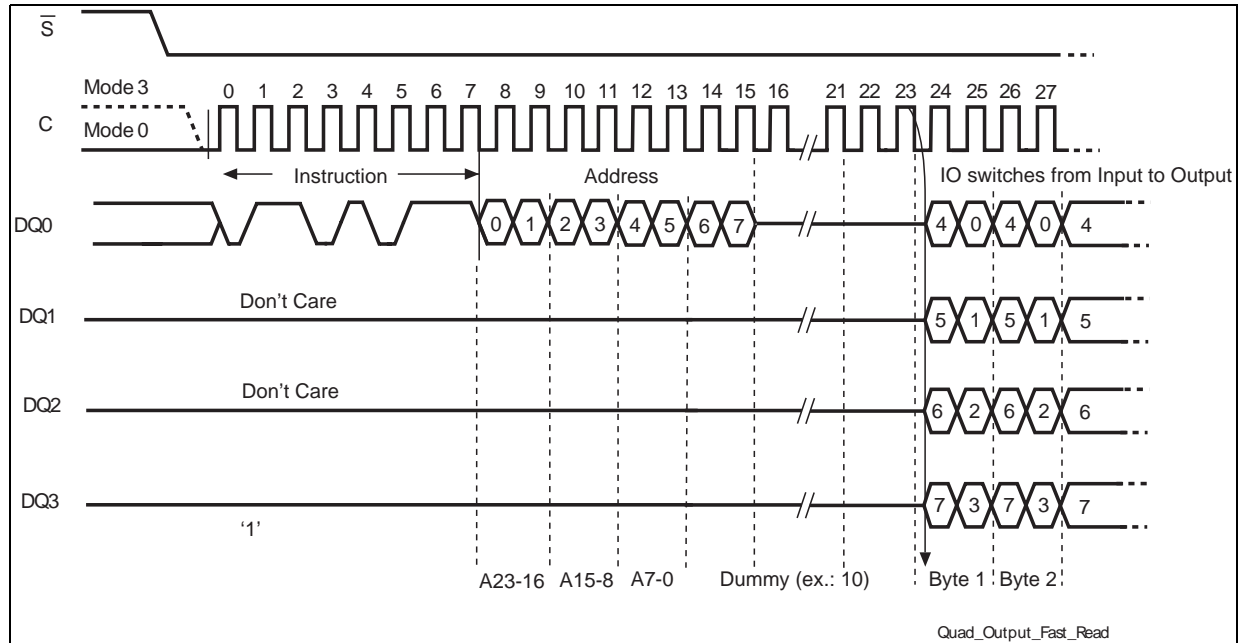 S
Mode 3
0 1 2 3 4 5 6 7 8 9 10 11 12 13 14 15 16 21 22 23 24 25 26 27
C
Mode 0
Instruction
Address
IO switches from Input to Output
DQ0
0 1 2 3 4 5 6 7
4 0 4 0 4
Don't Care
DQ1
5 1 5 1 5
Don't Care
DQ2
6 2 6 2 6
DQ3
7 3 7 3 7
‘1’
A23-16 A15-8 A7-0 Dummy (ex.: 10) Byte 1 Byte 2
Quad_Output_Fast_Read